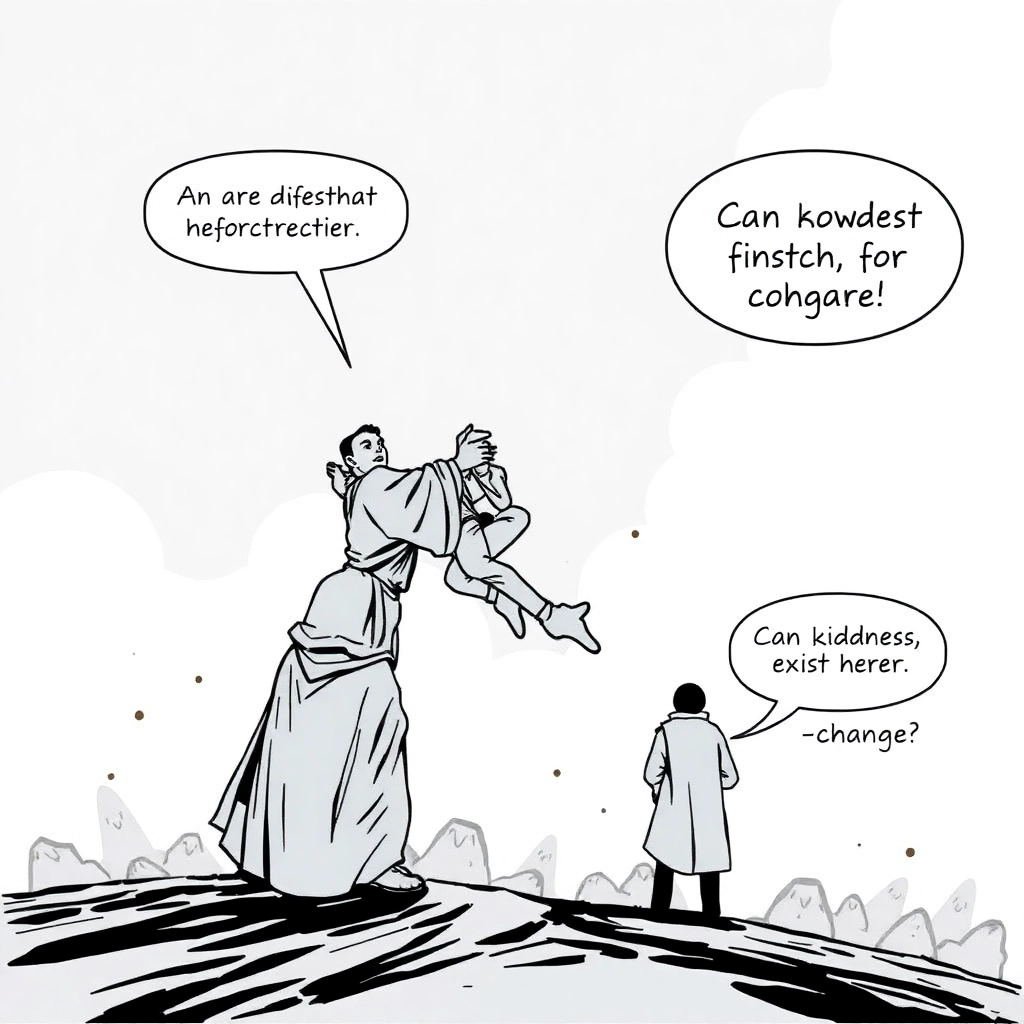 An are difesthat
heforctrectier.
Can kowdest
finstch, for
cohgare!
Can kiddness,
exist herer.
-change?